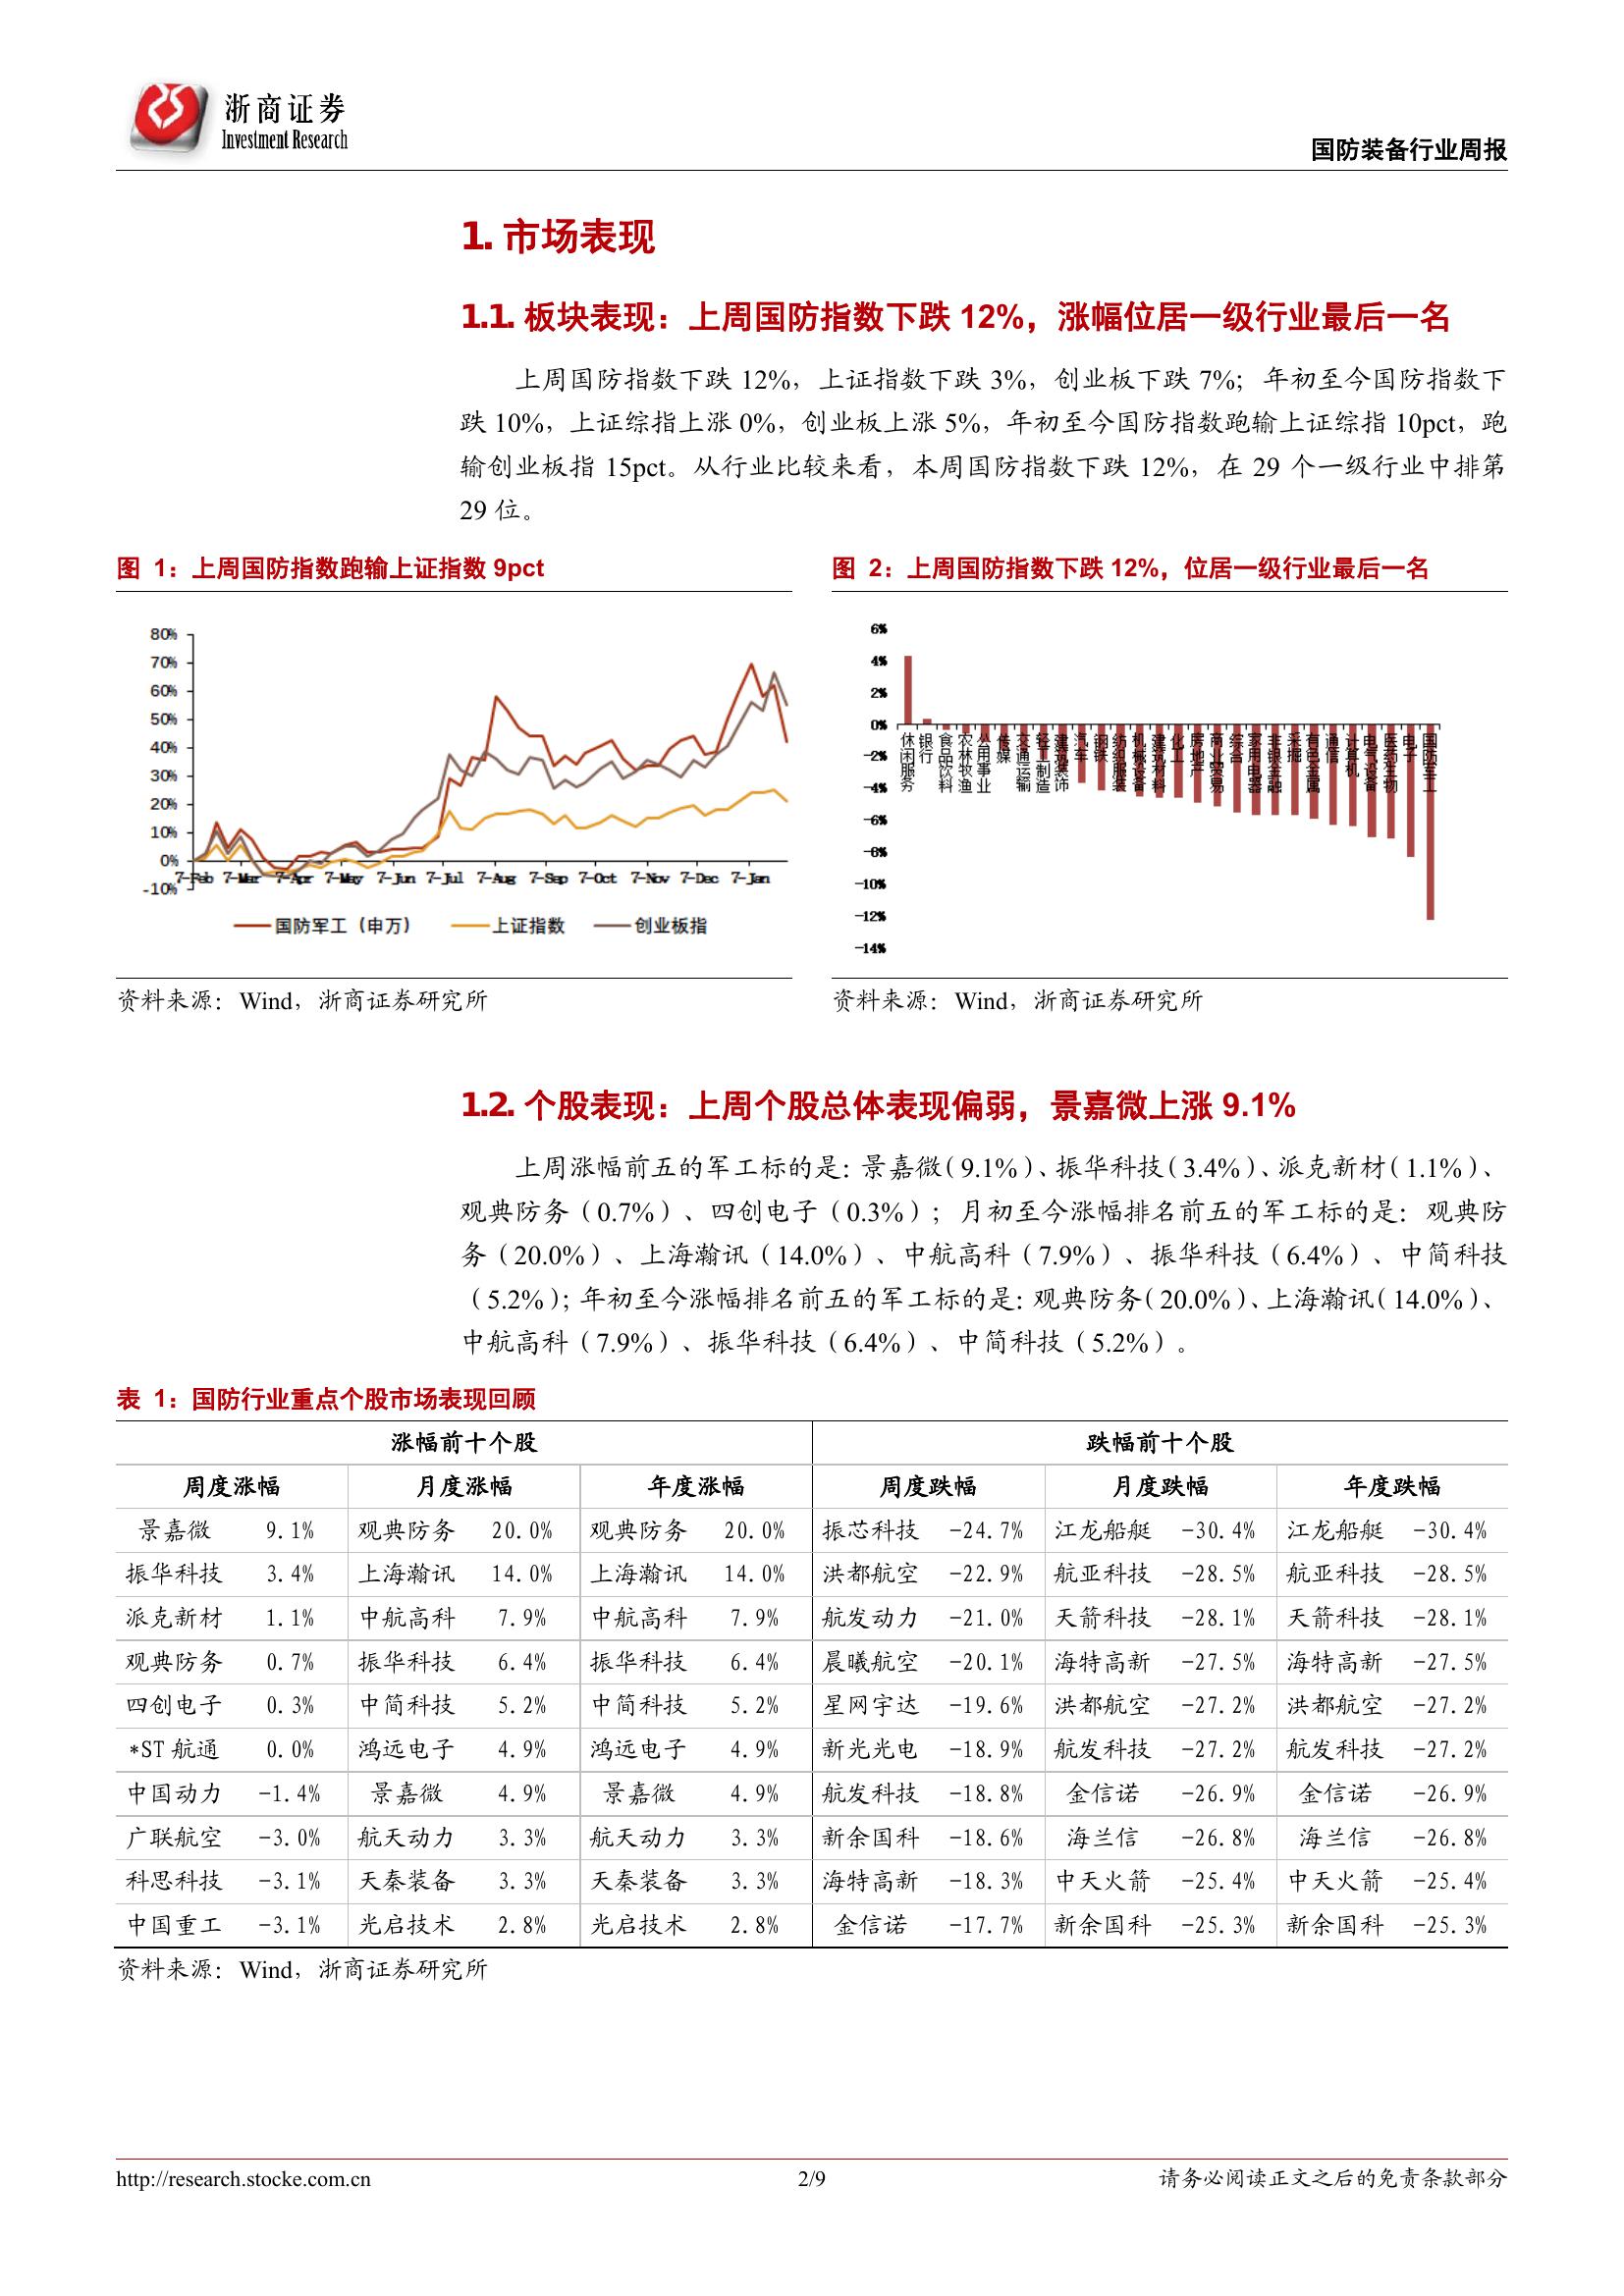 浙商证券
Investment Research
国防装备行业周报
1. 市场表现
1.1. 板块表现：上周国防指数下跌 12%，涨幅位居一级行业最后一名
上周国防指数下跌 12%，上证指数下跌 3%，创业板下跌 7%；年初至今国防指数下
跌 10%，上证综指上涨 0%，创业板上涨 5%，年初至今国防指数跑输上证综指 10pct，跑
输创业板指 15pct。从行业比较来看，本周国防指数下跌 12%，在 29 个一级行业中排第
29 位。
图 1：上周国防指数跑输上证指数 9pct
80%
70%
60%
50%
40%
30%
20%
10%
0%
-10%
7-Feb 7-Mar 7-Apr 7-May 7-Jun 7-Jul 7-Aug 7-Sep 7-Oct 7-Nov 7-Dec 7-Jan
国防军工（申万） 上证指数 创业板指
资料来源：Wind，浙商证券研究所
图 2：上周国防指数下跌 12%，位居一级行业最后一名
6%
4%
2%
0%
-2%
-4%
-6%
-8%
-10%
-12%
-14%
休闲服务
银行
食品饮料
农林牧渔
公用事业
传媒
交通运输
轻工制造
建筑装饰
汽车
钢铁
纺织服装
机械设备
建筑材料
化工
房地产
商业贸易
综合
家用电器
非银金融
采掘
有色金属
通信
计算机
电气设备
医药生物
电子
国防军工
资料来源：Wind，浙商证券研究所
1.2. 个股表现：上周个股总体表现偏弱，景嘉微上涨 9.1%
上周涨幅前五的军工标的是：景嘉微（9.1%）、振华科技（3.4%）、派克新材（1.1%）、
观典防务（0.7%）、四创电子（0.3%）；月初至今涨幅排名前五的军工标的是：观典防
务（20.0%）、上海瀚讯（14.0%）、中航高科（7.9%）、振华科技（6.4%）、中简科技
（5.2%）；年初至今涨幅排名前五的军工标的是：观典防务（20.0%）、上海瀚讯（14.0%）、
中航高科（7.9%）、振华科技（6.4%）、中简科技（5.2%）。
表 1：国防行业重点个股市场表现回顾
涨幅前十个股 跌幅前十个股
周度涨幅 月度涨幅 年度涨幅 周度跌幅 月度跌幅 年度跌幅
景嘉微 9.1% 观典防务 20.0% 观典防务 20.0% 振芯科技 -24.7% 江龙船艇 -30.4% 江龙船艇 -30.4%
振华科技 3.4% 上海瀚讯 14.0% 上海瀚讯 14.0% 洪都航空 -22.9% 航亚科技 -28.5% 航亚科技 -28.5%
派克新材 1.1% 中航高科 7.9% 中航高科 7.9% 航发动力 -21.0% 天箭科技 -28.1% 天箭科技 -28.1%
观典防务 0.7% 振华科技 6.4% 振华科技 6.4% 晨曦航空 -20.1% 海特高新 -27.5% 海特高新 -27.5%
四创电子 0.3% 中简科技 5.2% 中简科技 5.2% 星网宇达 -19.6% 洪都航空 -27.2% 洪都航空 -27.2%
*ST 航通 0.0% 鸿远电子 4.9% 鸿远电子 4.9% 新光光电 -18.9% 航发科技 -27.2% 航发科技 -27.2%
中国动力 -1.4% 景嘉微 4.9% 景嘉微 4.9% 航发科技 -18.8% 金信诺 -26.9% 金信诺 -26.9%
广联航空 -3.0% 航天动力 3.3% 航天动力 3.3% 新余国科 -18.6% 海兰信 -26.8% 海兰信 -26.8%
科思科技 -3.1% 天秦装备 3.3% 天秦装备 3.3% 海特高新 -18.3% 中天火箭 -25.4% 中天火箭 -25.4%
中国重工 -3.1% 光启技术 2.8% 光启技术 2.8% 金信诺 -17.7% 新余国科 -25.3% 新余国科 -25.3%
资料来源：Wind，浙商证券研究所
http://research.stocke.com.cn 2/9 请务必阅读正文之后的免责条款部分